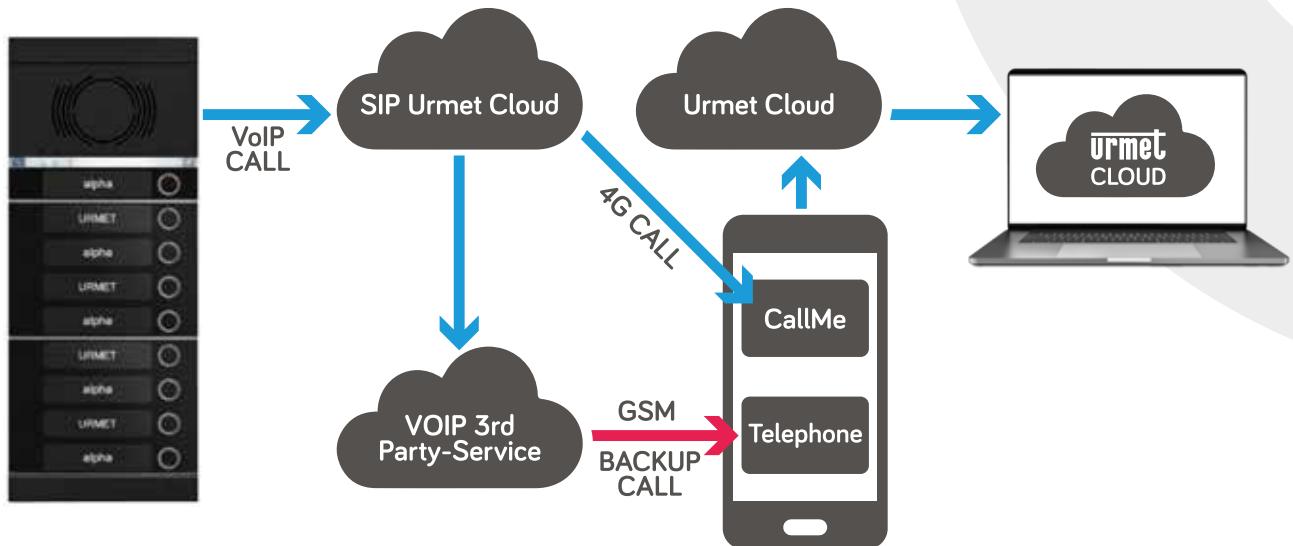 alpha
URMET
alpha
URMET
alpha
URMET
alpha
URMET
alpha
VoIP
CALL
SIP Urmet Cloud
4G CALL
VOIP 3rd
Party-Service
GSM
BACKUP
CALL
Urmet Cloud
CallMe
Telephone
urmet
CLOUD